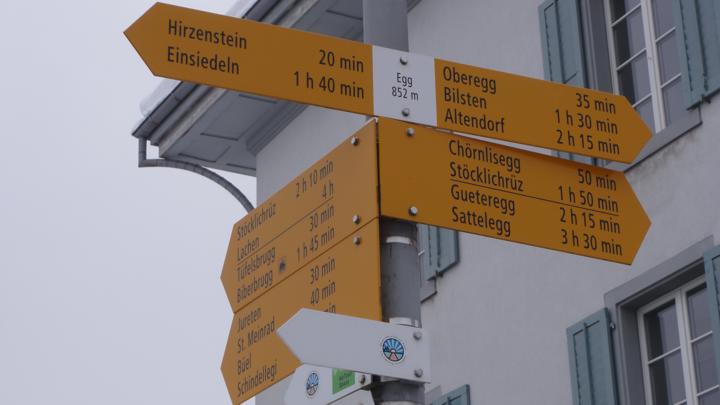 Hirzenstein 20 min
Einsiedeln 1 h 40 min
Egg
852 m
Oberegg 35 min
Bilsten 1 h 30 min
Altendorf 2 h 15 min
Chörnlisegg 50 min
Stöcklichrüz 1 h 50 min
Gueteregg 2 h 15 min
Sattelegg 3 h 30 min
Stöcklichrüz 2 h 10 min
Lachen 4 h
Tüfelsbrugg 30 min
Biberbrugg 1 h 45 min
Jureten 30 min
St. Meinrad 40 min
Büel
Schindellegi